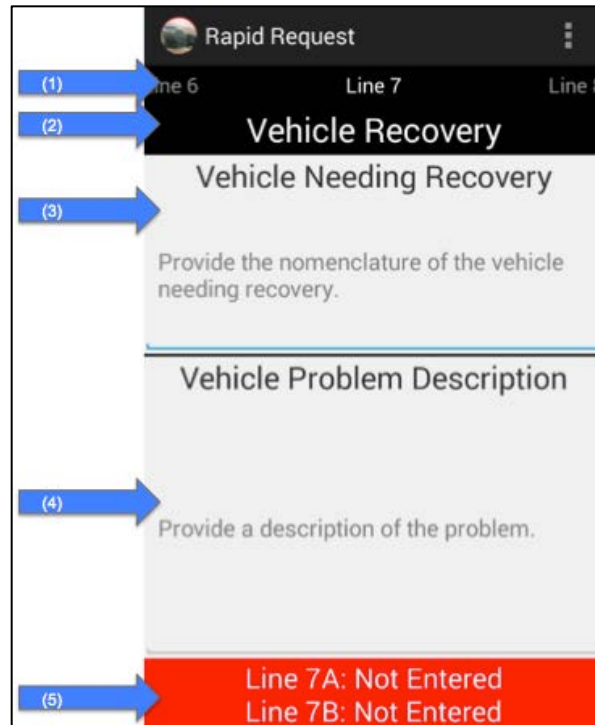 Rapid Request
(1)
ine 6 Line 7 Line 8
(2)
Vehicle Recovery
Vehicle Needing Recovery
(3)
Provide the nomenclature of the vehicle
needing recovery.
Vehicle Problem Description
(4)
Provide a description of the problem.
Line 7A: Not Entered
(5)
Line 7B: Not Entered